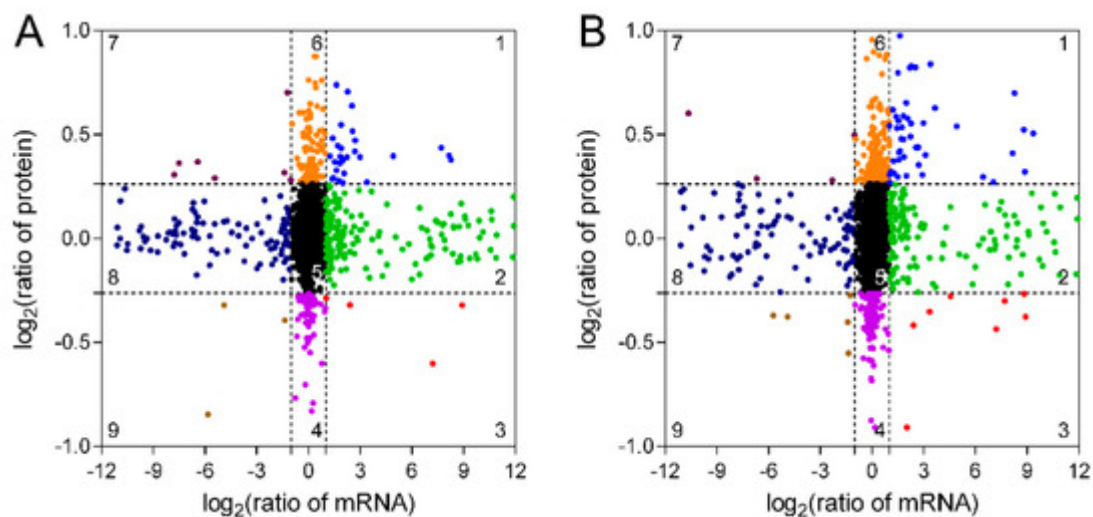 A
B
7 6 1
7 6 1
1.0
0.5
0.0
-0.5
-1.0
1.0
0.5
0.0
-0.5
-1.0
log2(ratio of protein)
log2(ratio of protein)
8 5 2
8 5 2
9 4 3
9 4 3
-12 -9 -6 -3 0 3 6 9 12
-12 -9 -6 -3 0 3 6 9 12
log2(ratio of mRNA)
log2(ratio of mRNA)